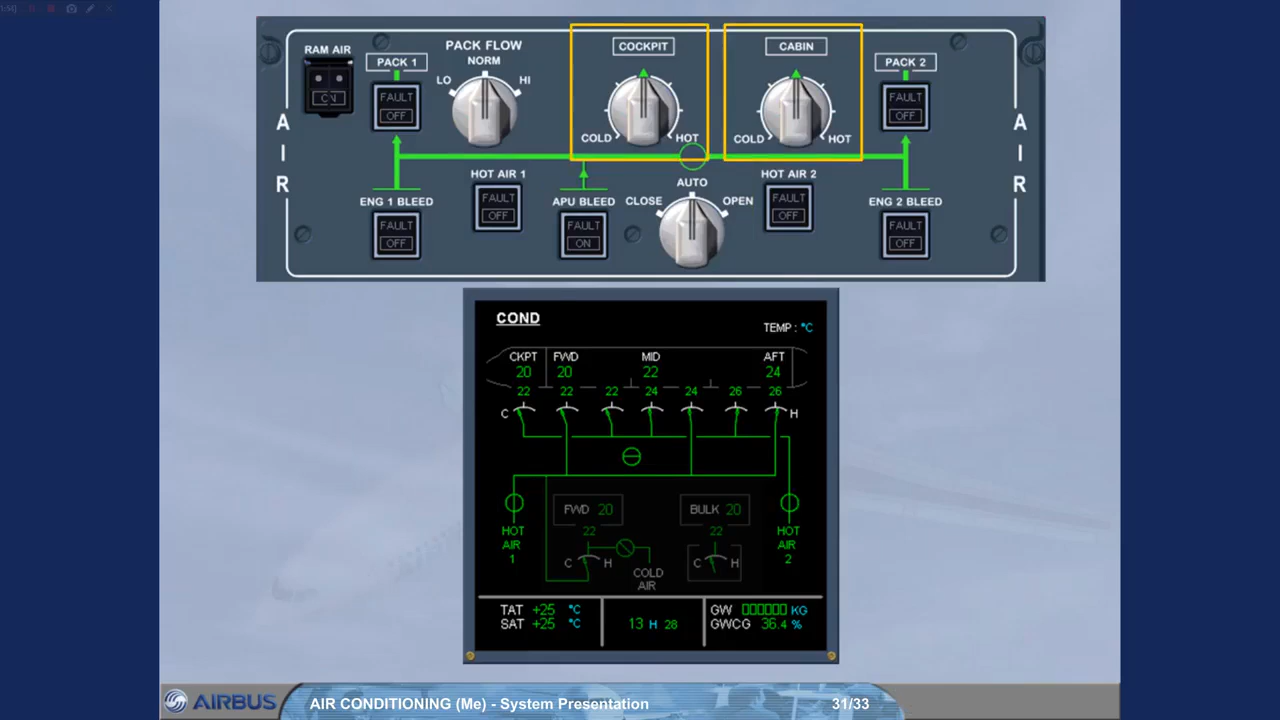 RAM AIR
ON
PACK 1
FAULT
OFF
PACK FLOW
NORM
LO
HI
COCKPIT
COLD
HOT
CABIN
COLD
HOT
PACK 2
FAULT
OFF
A
I
R
A
I
R
ENG 1 BLEED
FAULT
OFF
HOT AIR 1
FAULT
OFF
APU BLEED
FAULT
ON
AUTO
CLOSE
OPEN
HOT AIR 2
FAULT
OFF
ENG 2 BLEED
FAULT
OFF
COND
TEMP : °C
CKPT FWD MID AFT
20 20 22 24
22 22 22 24 24 26 26
C H
FWD 20
BULK 20
22
22
HOT
AIR
1
HOT
AIR
2
C H
C H
COLD
AIR
TAT +25 °C
SAT +25 °C
13 H 28
GW KG
GWCG 36.4 %
AIRBUS
AIR CONDITIONING (Me) - System Presentation
31/33